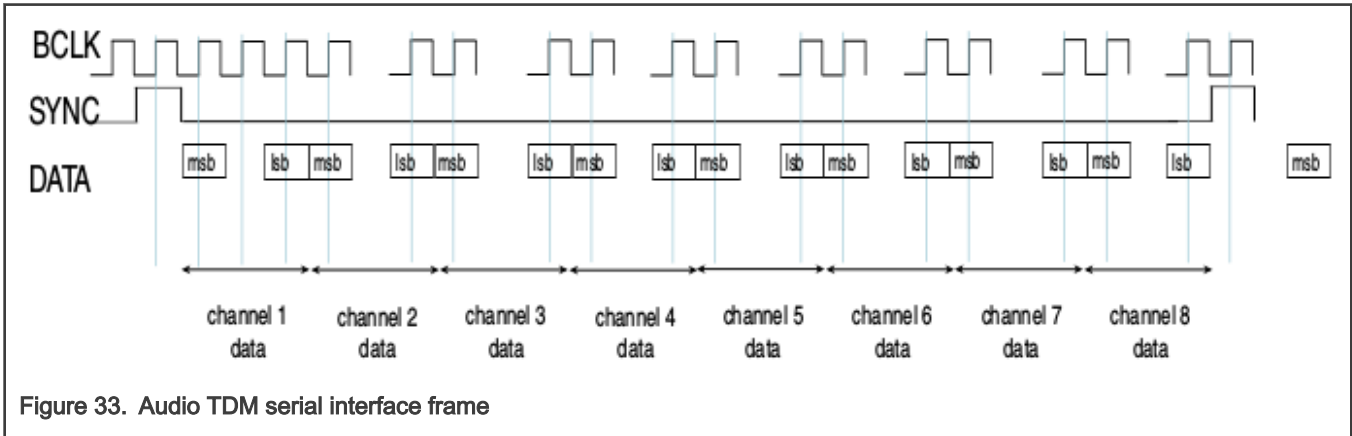 BCLK
SYNC
DATA
msb lsb msb lsb msb lsb msb lsb msb lsb msb lsb msb lsb msb lsb msb
channel 1 channel 2 channel 3 channel 4 channel 5 channel 6 channel 7 channel 8
data data data data data data data data
Figure 33. Audio TDM serial interface frame